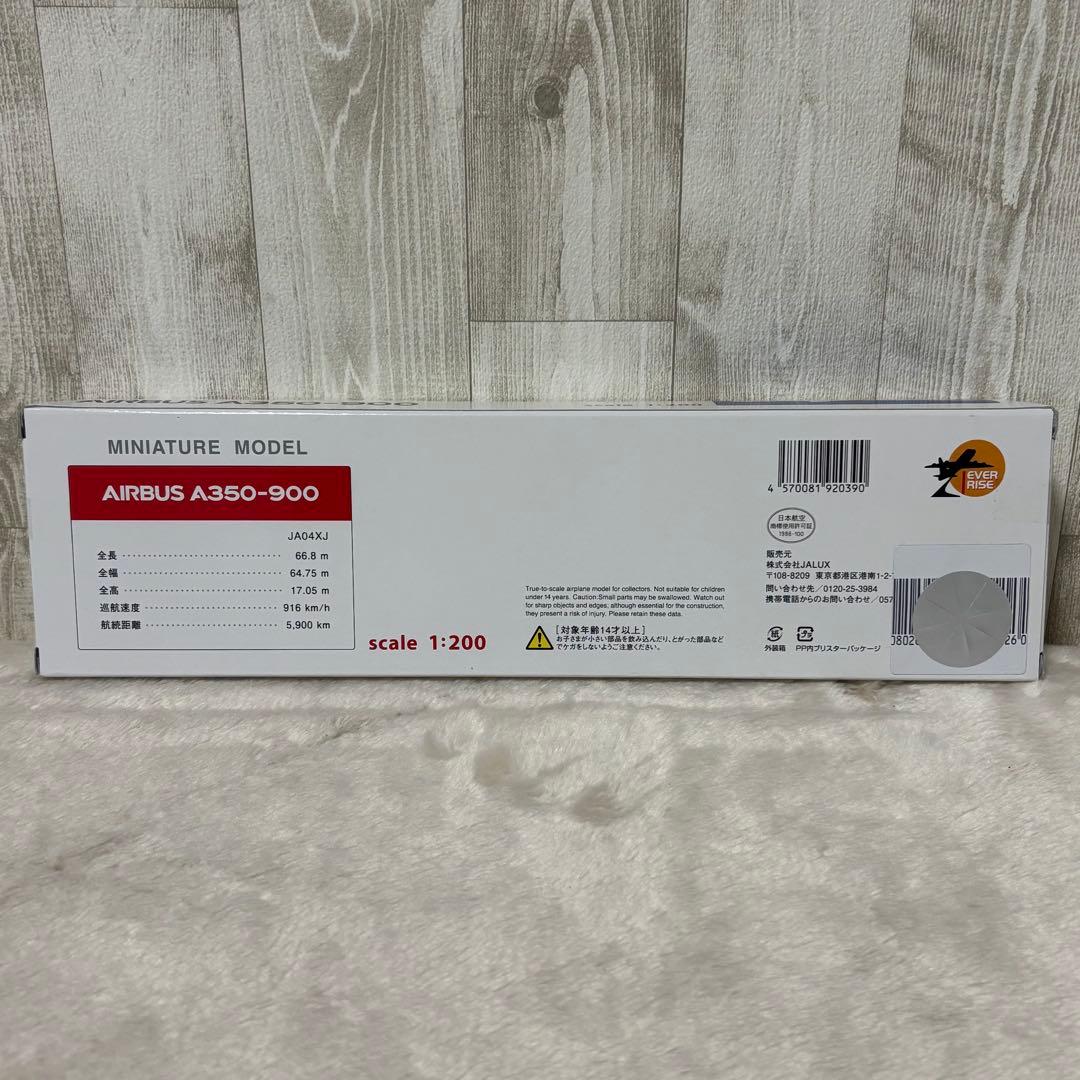 MINIATURE MODEL
AIRBUS A350-900
JA04XJ
全長 66.8 m
全幅 64.75 m
全高 17.05 m
巡航速度 916 km/h
航続距離 5,900 km
scale 1:200
True-to-scale airplane model for collectors. Not suitable for children
under 14 years. Caution:Small parts may be swallowed. Watch out
for sharp objects and edges, although essential for the construction,
they present a risk of injury. Please retain these data.
[対象年齢14才以上]
お子さまが小さい部品を飲み込んだり、とがった部品など
でケガをしないようご注意ください。
4 570081 920390
EVER
RISE
日本航空
商標使用許可証
1998-100
販売元
株式会社JALUX
〒108-8209 東京都港区港南1-2-
問い合わせ先/0120-25-3984
携帯電話からのお問い合わせ/057
紙
プラ
外装箱 PP内ブリスターパッケージ